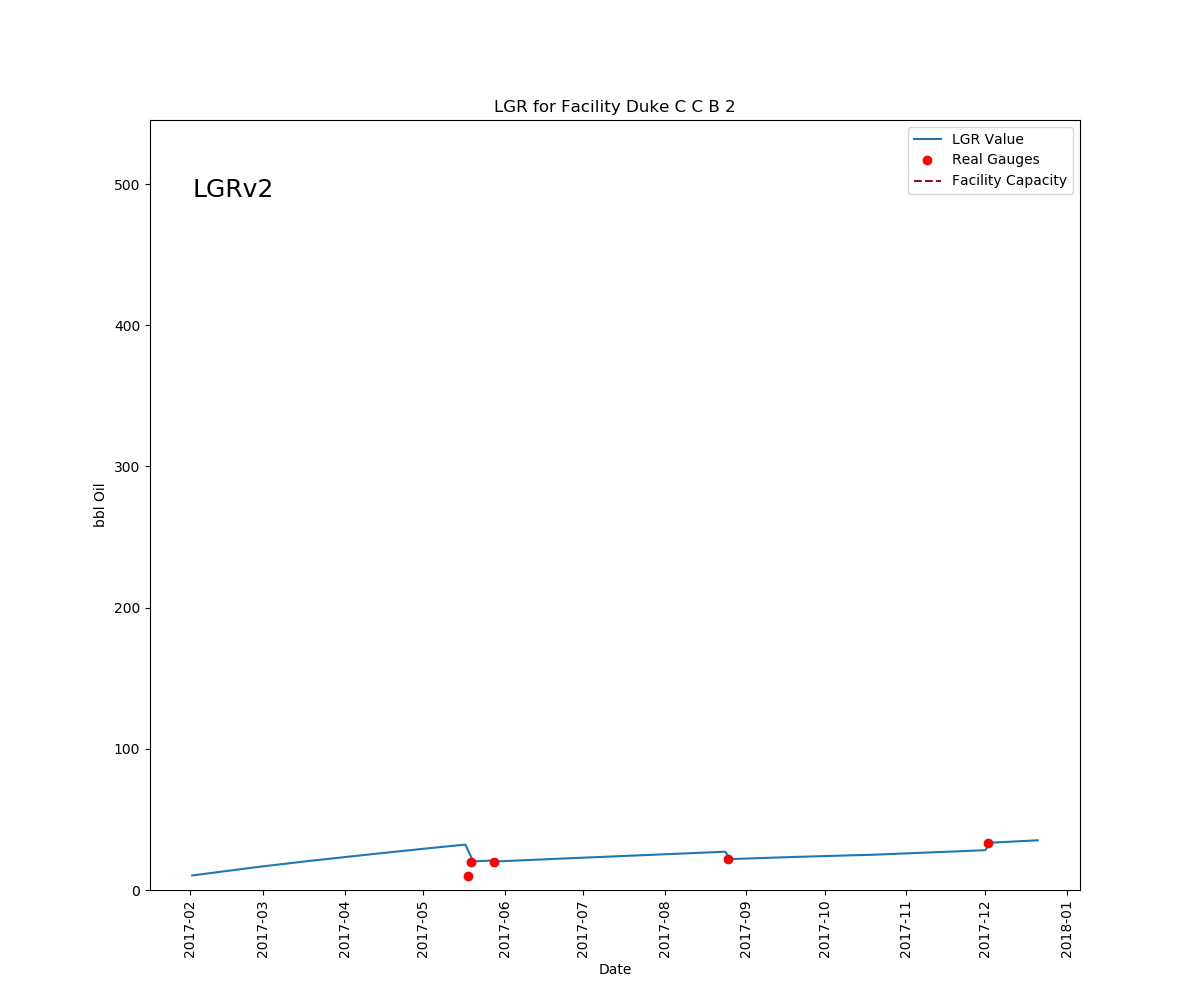 LGR for Facility Duke C C B 2
LGRv2
LGR Value
Real Gauges
Facility Capacity
bbl Oil
500
400
300
200
100
0
2017-02
2017-03
2017-04
2017-05
2017-06
2017-07
2017-08
2017-09
2017-10
2017-11
2017-12
2018-01
Date